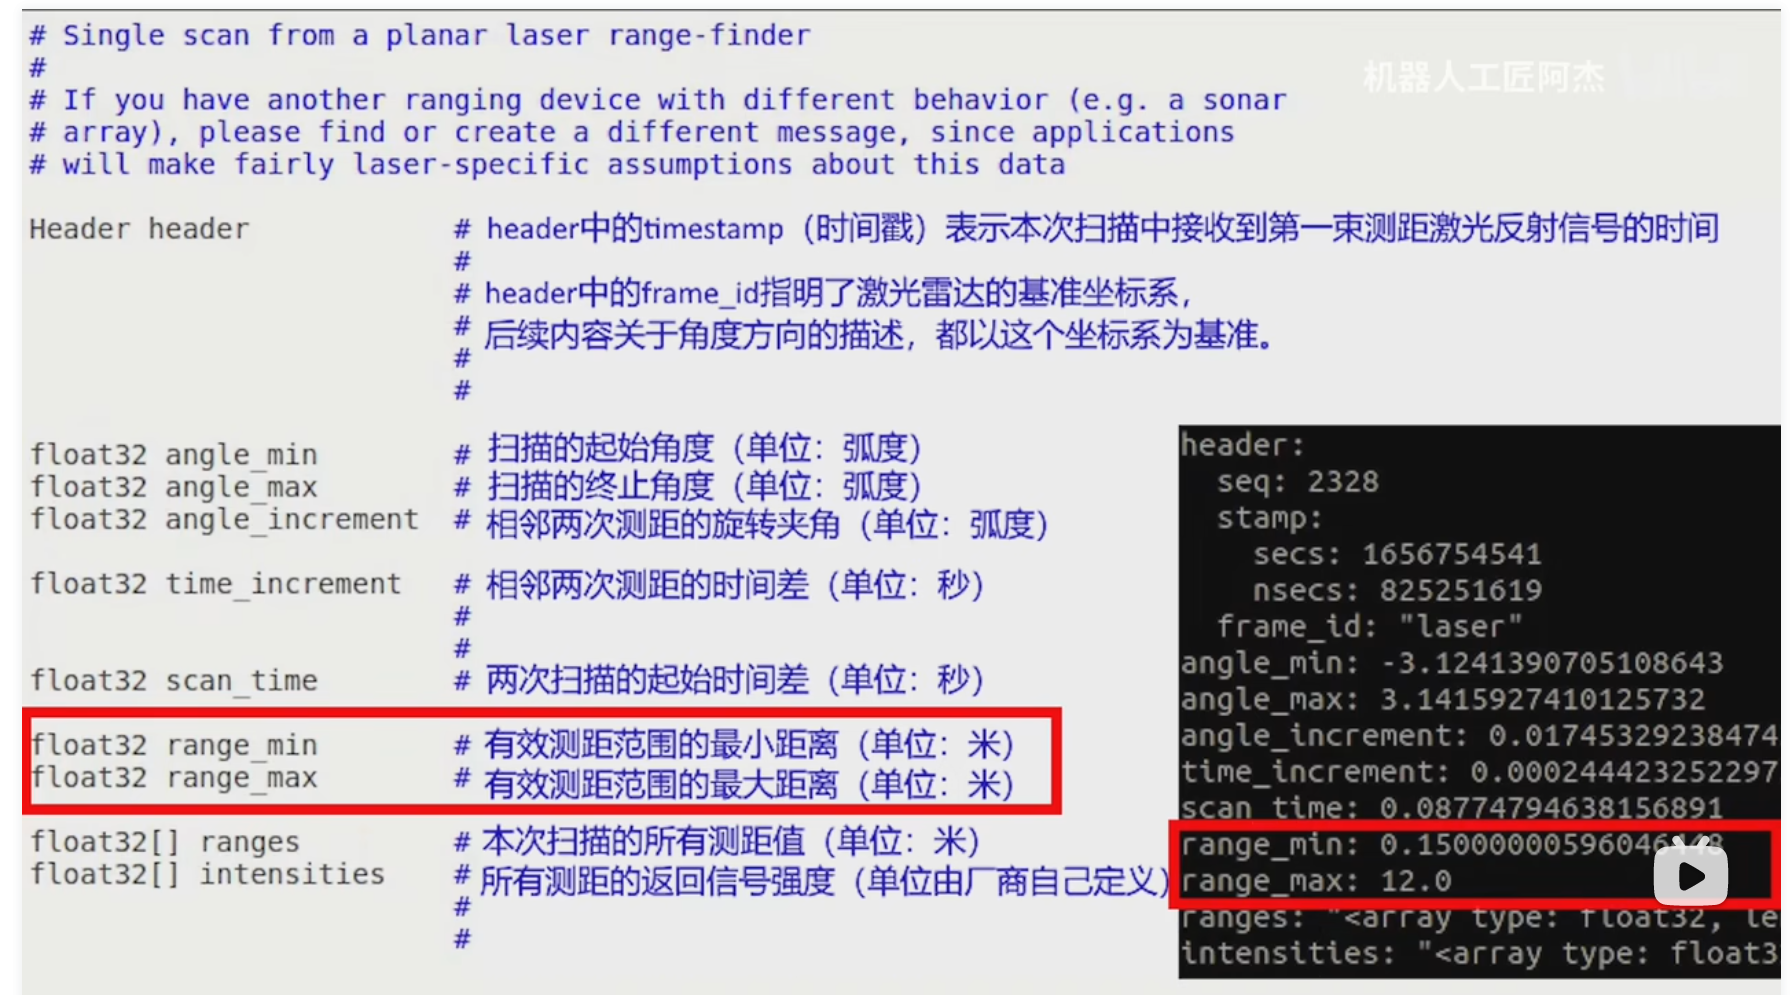 # Single scan from a planar laser range-finder
#
机器人工匠阿杰
# If you have another ranging device with different behavior (e.g. a sonar
# array), please find or create a different message, since applications
# will make fairly laser-specific assumptions about this data
Header header # header中的timestamp（时间戳）表示本次扫描中接收到第一束测距激光反射信号的时间
#
# header中的frame_id指明了激光雷达的基准坐标系，
# 后续内容关于角度方向的描述，都以这个坐标系为基准。
#
#
float32 angle_min # 扫描的起始角度（单位：弧度）
float32 angle_max # 扫描的终止角度（单位：弧度）
float32 angle_increment # 相邻两次测距的旋转夹角（单位：弧度）
float32 time_increment # 相邻两次测距的时间差（单位：秒）
#
#
float32 scan_time # 两次扫描的起始时间差（单位：秒）
float32 range_min # 有效测距范围的最小距离（单位：米）
float32 range_max # 有效测距范围的最大距离（单位：米）
float32[] ranges # 本次扫描的所有测距值（单位：米）
float32[] intensities # 所有测距的返回信号强度（单位由厂商自己定义）
#
#
header:
seq: 2328
stamp:
secs: 1656754541
nsecs: 825251619
frame_id: "laser"
angle_min: -3.1241390705108643
angle_max: 3.1415927410125732
angle_increment: 0.01745329238474
time_increment: 0.000244423252297
scan_time: 0.08774794638156891
range_min: 0.15000000596046448
range_max: 12.0
ranges: "<array type: float32, le
intensities: "<array type: float3